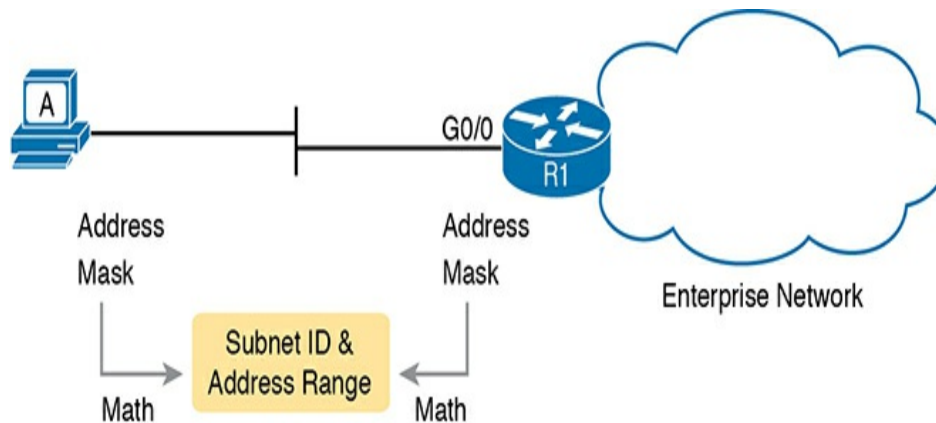 A
G0/0
R1
Address
Mask
Address
Mask
Enterprise Network
Subnet ID &
Address Range
Math
Math